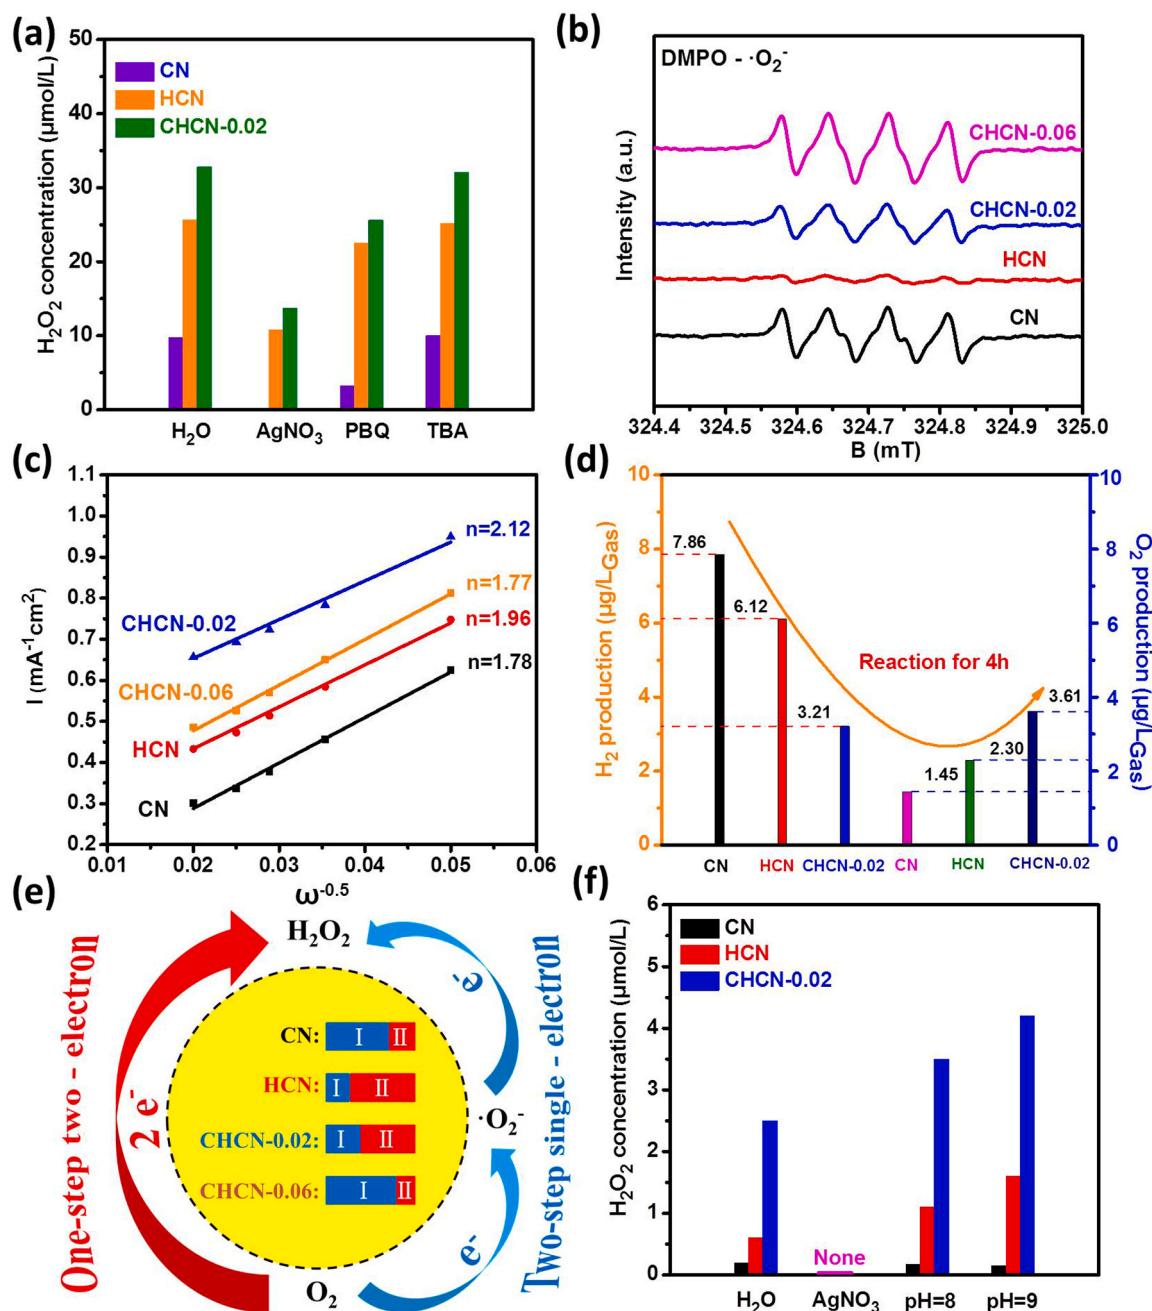 (a)
50
40
30
20
10
0
H₂O₂ concentration (μmol/L)
CN
HCN
CHCN-0.02
H₂O AgNO₃ PBQ TBA
(b)
DMPO - ·O₂⁻
CHCN-0.06
CHCN-0.02
HCN
CN
Intensity (a.u.)
324.4 324.5 324.6 324.7 324.8 324.9 325.0
B (mT)
(c)
1.1
1.0
0.9
0.8
0.7
0.6
0.5
0.4
0.3
0.2
I (mA⁻¹cm²)
n=2.12
n=1.77
n=1.96
n=1.78
CHCN-0.02
CHCN-0.06
HCN
CN
0.01 0.02 0.03 0.04 0.05 0.06
ω⁻⁰·⁵
(d)
10
8
6
4
2
0
H₂ production (μg/LGas)
7.86
6.12
3.21
1.45
2.30
3.61
Reaction for 4h
CN HCN CHCN-0.02 CN HCN CHCN-0.02
10
8
6
4
2
0
O₂ production (μg/LGas)
(e)
H₂O₂
One-step two - electron
2 e⁻
CN: I II
HCN: I II
CHCN-0.02: I II
CHCN-0.06: I II
e⁻
·O₂⁻
e⁻
Two-step single - electron
O₂
(f)
6
5
4
3
2
1
0
H₂O₂ concentration (μmol/L)
CN
HCN
CHCN-0.02
None
H₂O AgNO₃ pH=8 pH=9